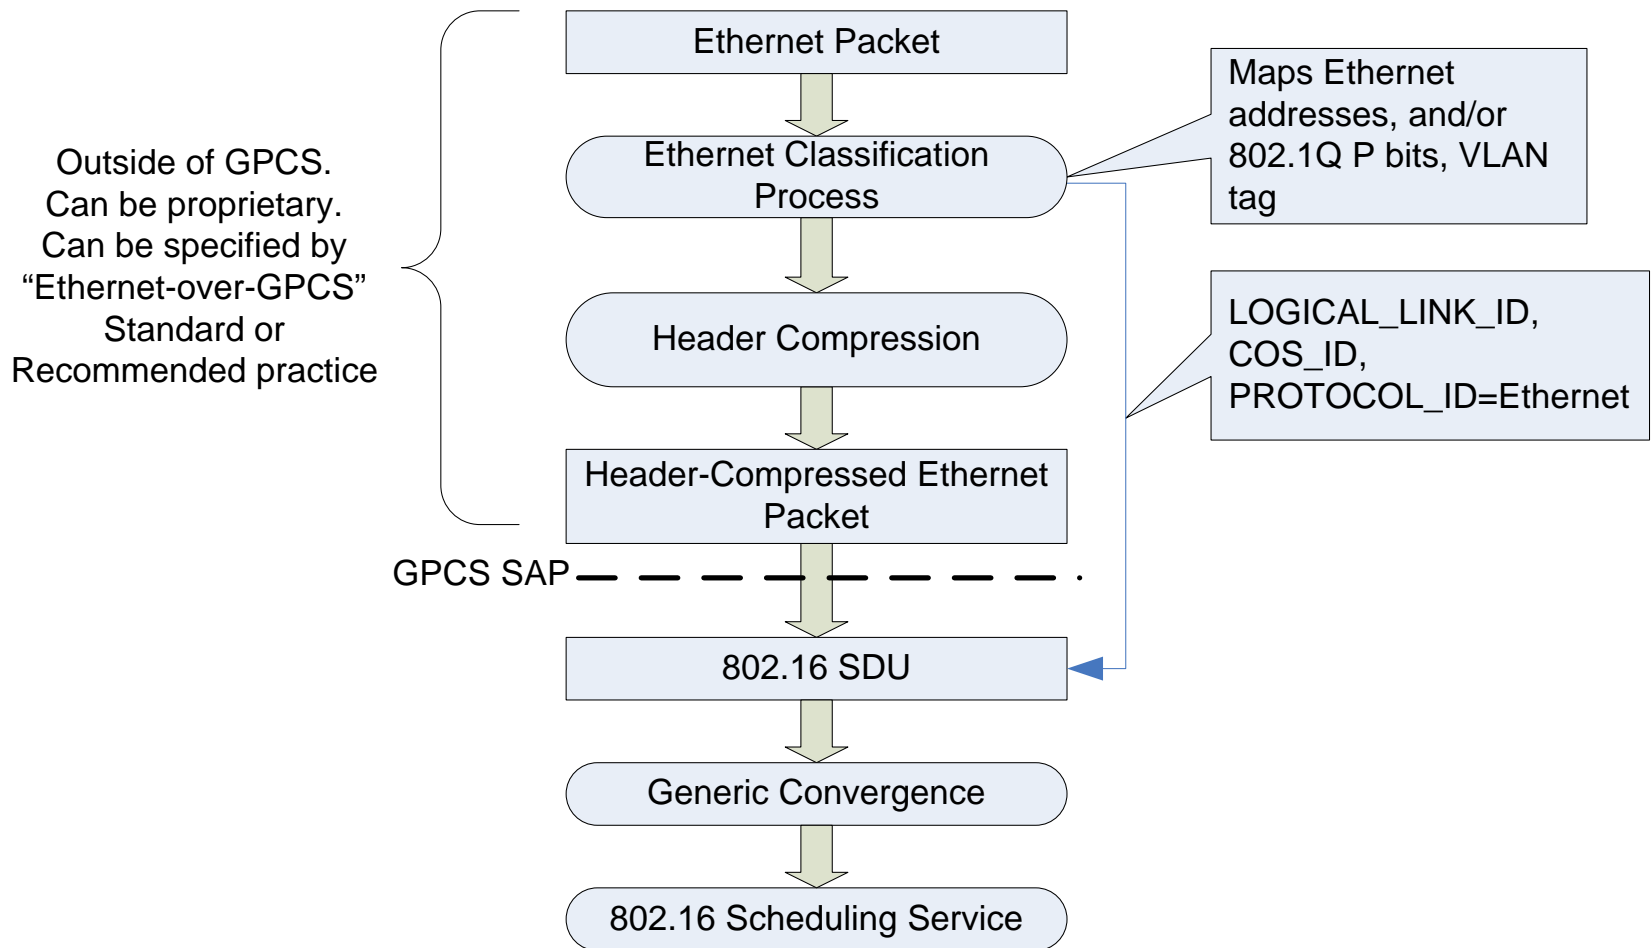 Ethernet Packet
Maps Ethernet
addresses, and/or
802.1Q P bits, VLAN
tag
Ethernet Classification
Process
Outside of GPCS.
Can be proprietary.
Can be specified by
“Ethernet-over-GPCS”
Standard or
Recommended practice
Header Compression
LOGICAL_LINK_ID,
COS_ID,
PROTOCOL_ID=Ethernet
Header-Compressed Ethernet
Packet
GPCS SAP
802.16 SDU
Generic Convergence
802.16 Scheduling Service